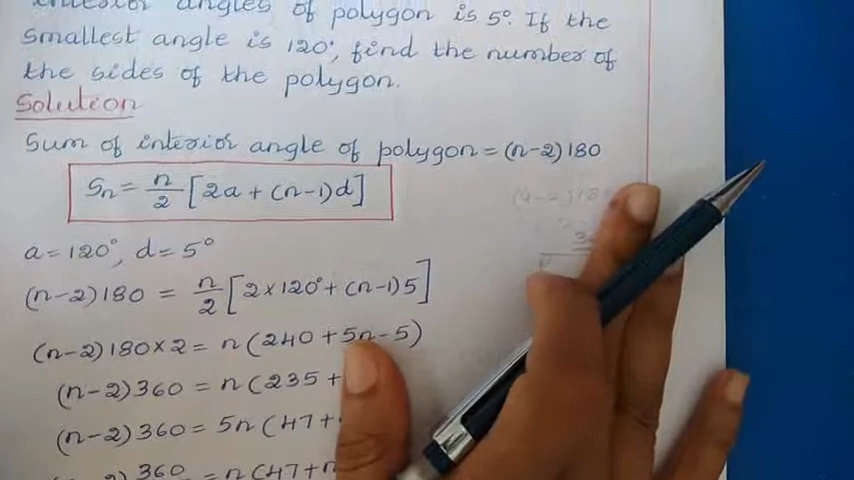 interior angles of polygon is 5°. If the
smallest angle is 120°, find the number of
the sides of the polygon.
Solution
Sum of interior angle of polygon = (n-2)180
Sn = n/2 [2a + (n-1)d]
a = 120°, d = 5°
(n-2)180 = n/2 [2×120° + (n-1)5]
(n-2)180×2 = n(240 + 5n - 5)
(n-2)360 = n(235 +
(n-2)360 = 5n(47 +
360 = n(47+n